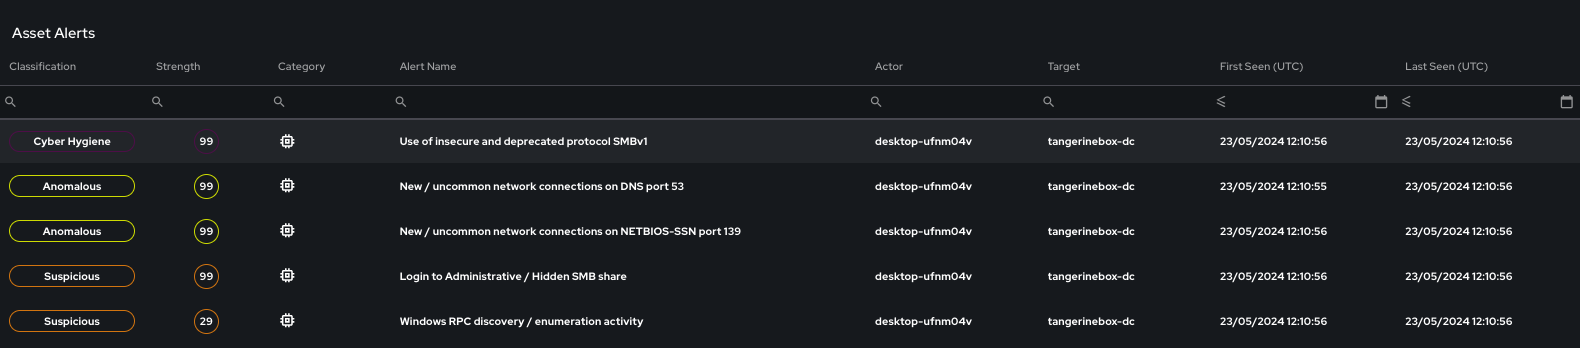 Asset Alerts
Classification Strength Category Alert Name Actor Target First Seen (UTC) Last Seen (UTC)
Cyber Hygiene 99 Use of insecure and deprecated protocol SMBv1 desktop-ufnm04v tangerinebox-dc 23/05/2024 12:10:56 23/05/2024 12:10:56
Anomalous 99 New / uncommon network connections on DNS port 53 desktop-ufnm04v tangerinebox-dc 23/05/2024 12:10:55 23/05/2024 12:10:56
Anomalous 99 New / uncommon network connections on NETBIOS-SSN port 139 desktop-ufnm04v tangerinebox-dc 23/05/2024 12:10:56 23/05/2024 12:10:56
Suspicious 99 Login to Administrative / Hidden SMB share desktop-ufnm04v tangerinebox-dc 23/05/2024 12:10:56 23/05/2024 12:10:56
Suspicious 29 Windows RPC discovery / enumeration activity desktop-ufnm04v tangerinebox-dc 23/05/2024 12:10:56 23/05/2024 12:10:56